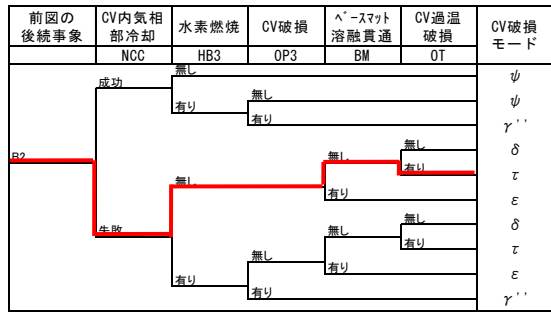 前図の
後続事象
CV内気相
部冷却
水素燃焼
CV破損
ベースマット
溶融貫通
CV過温
破損
CV破損
モード
NCC
HB3
OP3
BM
OT
無し
ψ
成功
無し
ψ
有り
有り
γ''
無し
δ
B2
無し
有り
τ
無し
有り
ε
無し
δ
失敗
無し
有り
τ
無し
有り
ε
有り
有り
γ''